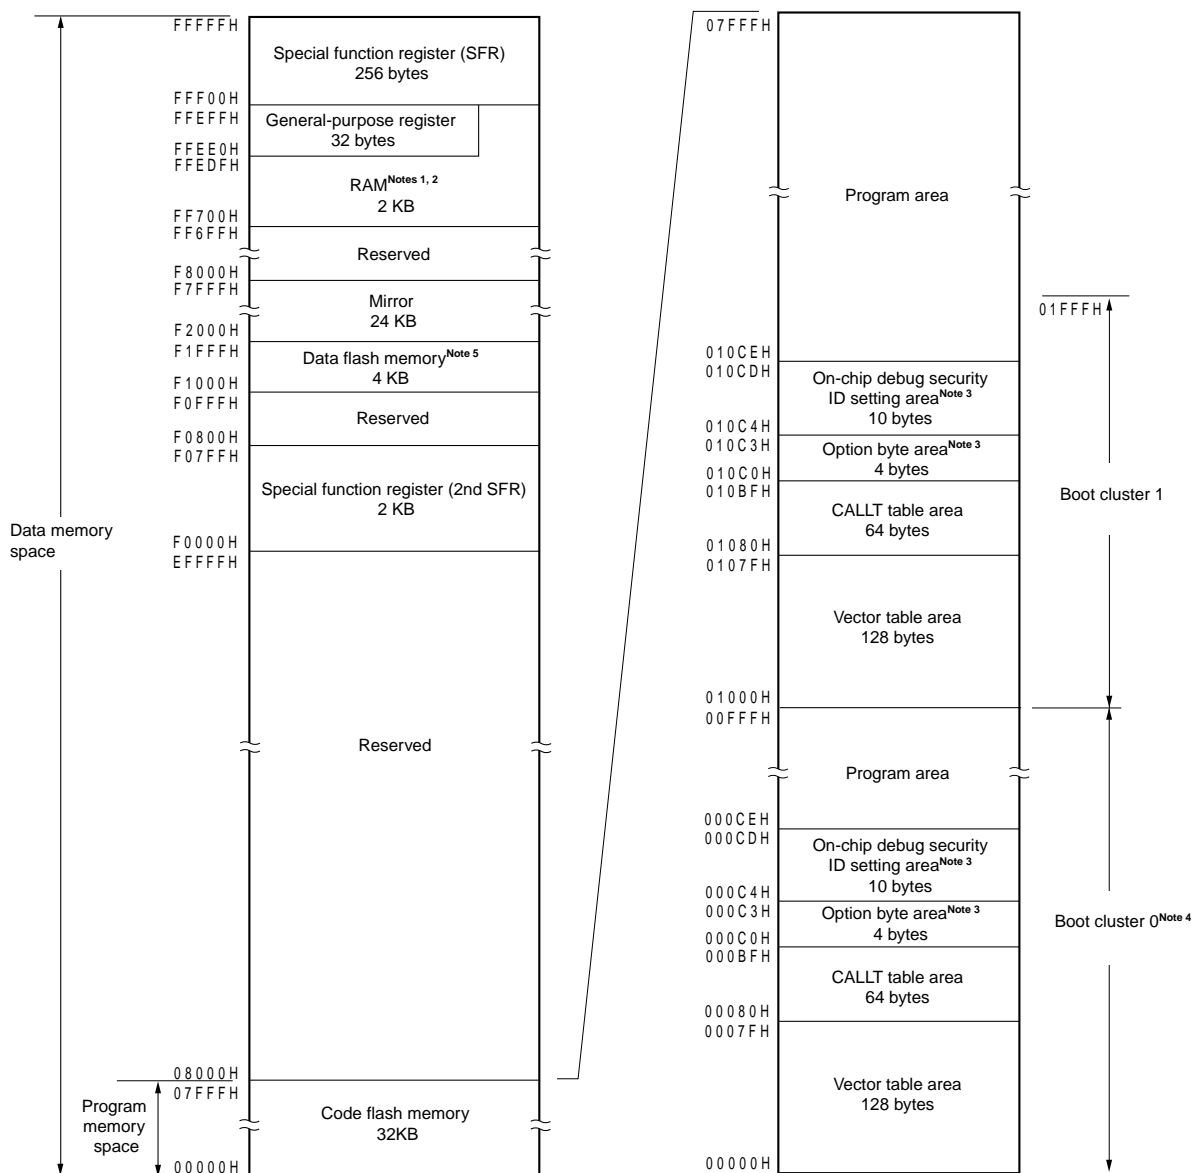 FFFFFH
Special function register (SFR)
256 bytes
FFF00H
FFEFFH
General-purpose register
32 bytes
FFEE0H
FFEDFH
RAMNotes 1, 2
2 KB
FF700H
FF6FFH
Reserved
F8000H
F7FFFH
Mirror
24 KB
F2000H
F1FFFH
Data flash memoryNote 5
4 KB
F1000H
F0FFFH
Reserved
F0800H
F07FFH
Special function register (2nd SFR)
2 KB
Data memory
space
F0000H
EFFFFH
Reserved
08000H
07FFFH
Program
memory
space
Code flash memory
32KB
00000H
07FFFH
Program area
01FFFH
010CEH
010CDH
On-chip debug security
ID setting areaNote 3
10 bytes
010C4H
010C3H
Option byte areaNote 3
4 bytes
010C0H
010BFH
Boot cluster 1
CALLT table area
64 bytes
01080H
0107FH
Vector table area
128 bytes
01000H
00FFFH
Program area
000CEH
000CDH
On-chip debug security
ID setting areaNote 3
10 bytes
000C4H
000C3H
Option byte areaNote 3
4 bytes
Boot cluster 0Note 4
000C0H
000BFH
CALLT table area
64 bytes
00080H
0007FH
Vector table area
128 bytes
00000H